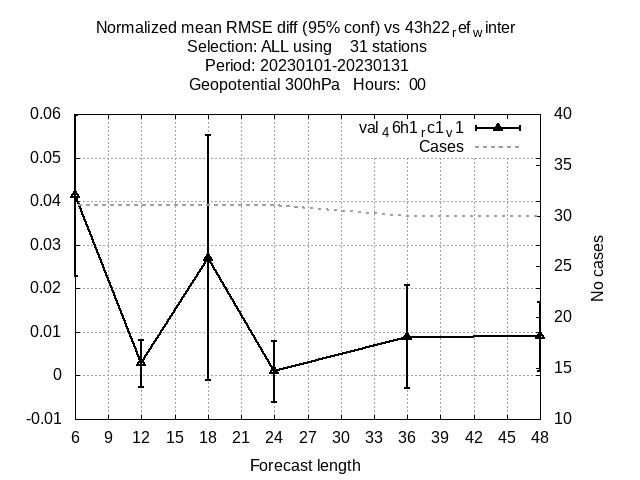 Normalized mean RMSE diff (95% conf) vs 43h22refwinter
Selection: ALL using 31 stations
Period: 20230101-20230131
Geopotential 300hPa Hours: 00
val46h1rc1v1
Cases
0.06
0.05
0.04
0.03
0.02
0.01
0
-0.01
40
35
30
25
20
15
10
No cases
6 9 12 15 18 21 24 27 30 33 36 39 42 45 48
Forecast length